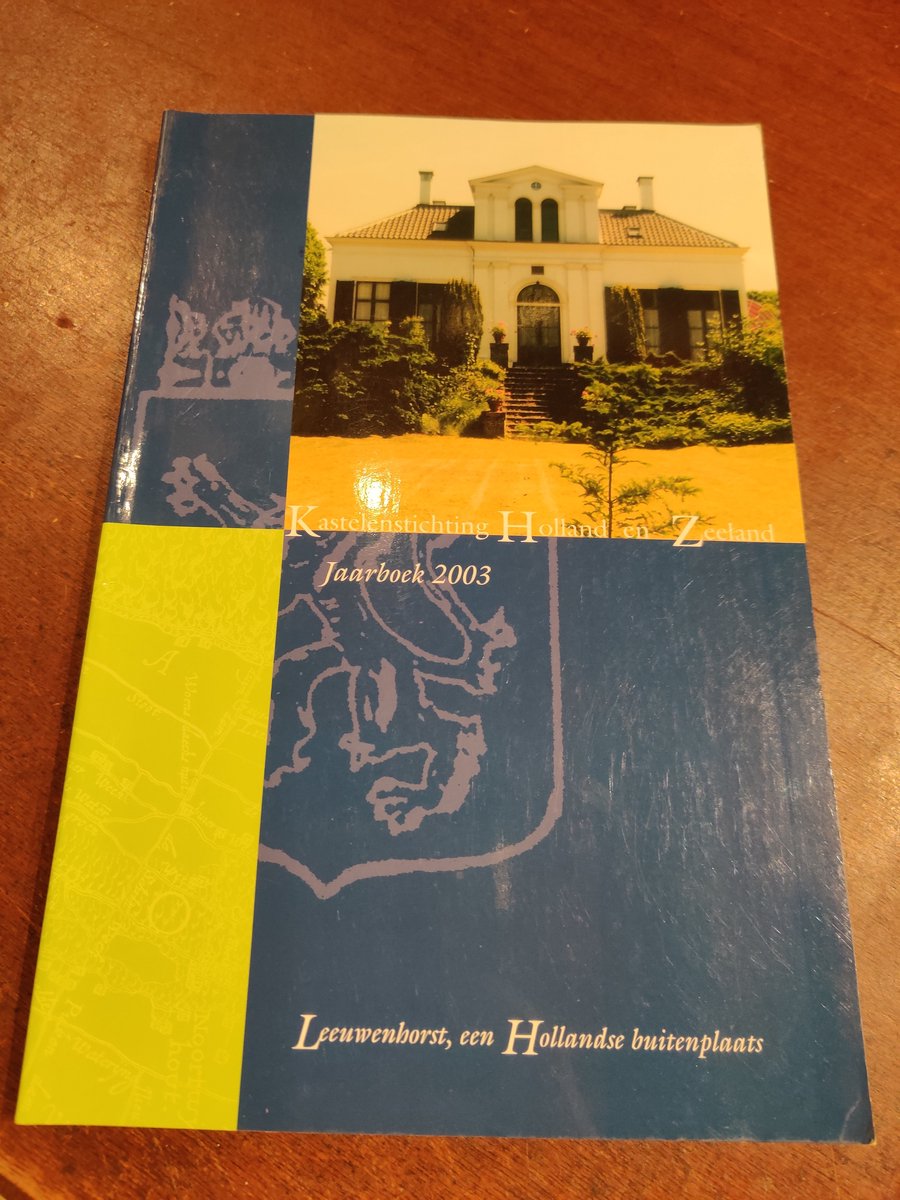 Kastelenstichting Holland en Zeeland
Jaarboek 2003
Leeuwenhorst, een Hollandse buitenplaats